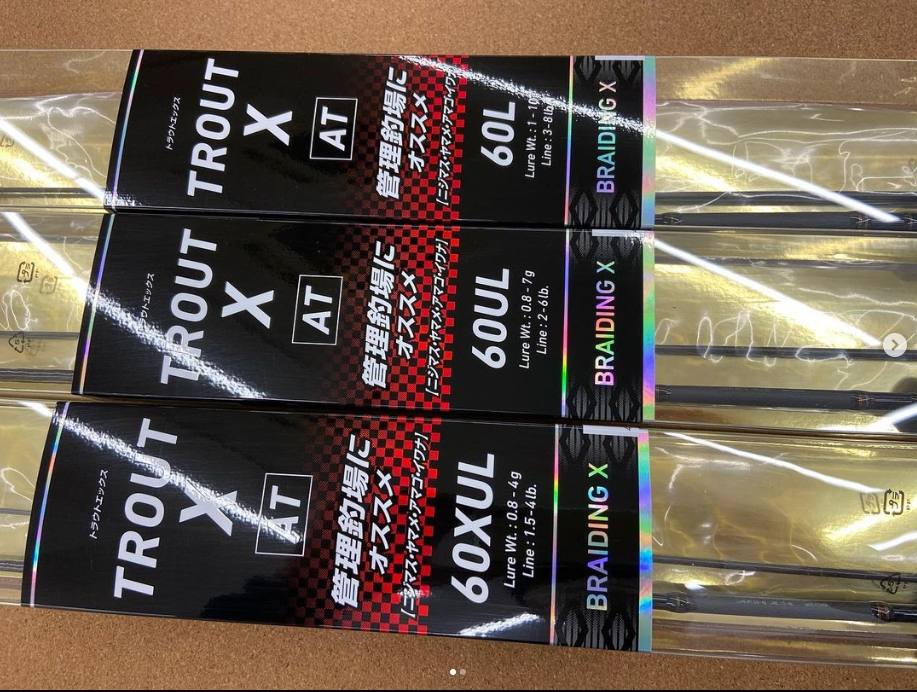 トラウトエックス
TROUT
X
AT
管理釣場に
オススメ
(ニジマス・ヤマメ・アマゴ・イワナ)
60L
Lure Wt. : 1 - 10
Line : 3-8 lb.
BRAIDING X
トラウトエックス
TROUT
X
AT
管理釣場に
オススメ
(ニジマス・ヤマメ・アマゴ・イワナ)
60UL
Lure Wt. : 0.8 - 7g
Line : 2-6 lb.
BRAIDING X
トラウトエックス
TROUT
X
AT
管理釣場に
オススメ
(ニジマス・ヤマメ・アマゴ・イワナ)
60XUL
Lure Wt. : 0.8 - 4g
Line : 1.5-4 lb.
BRAIDING X